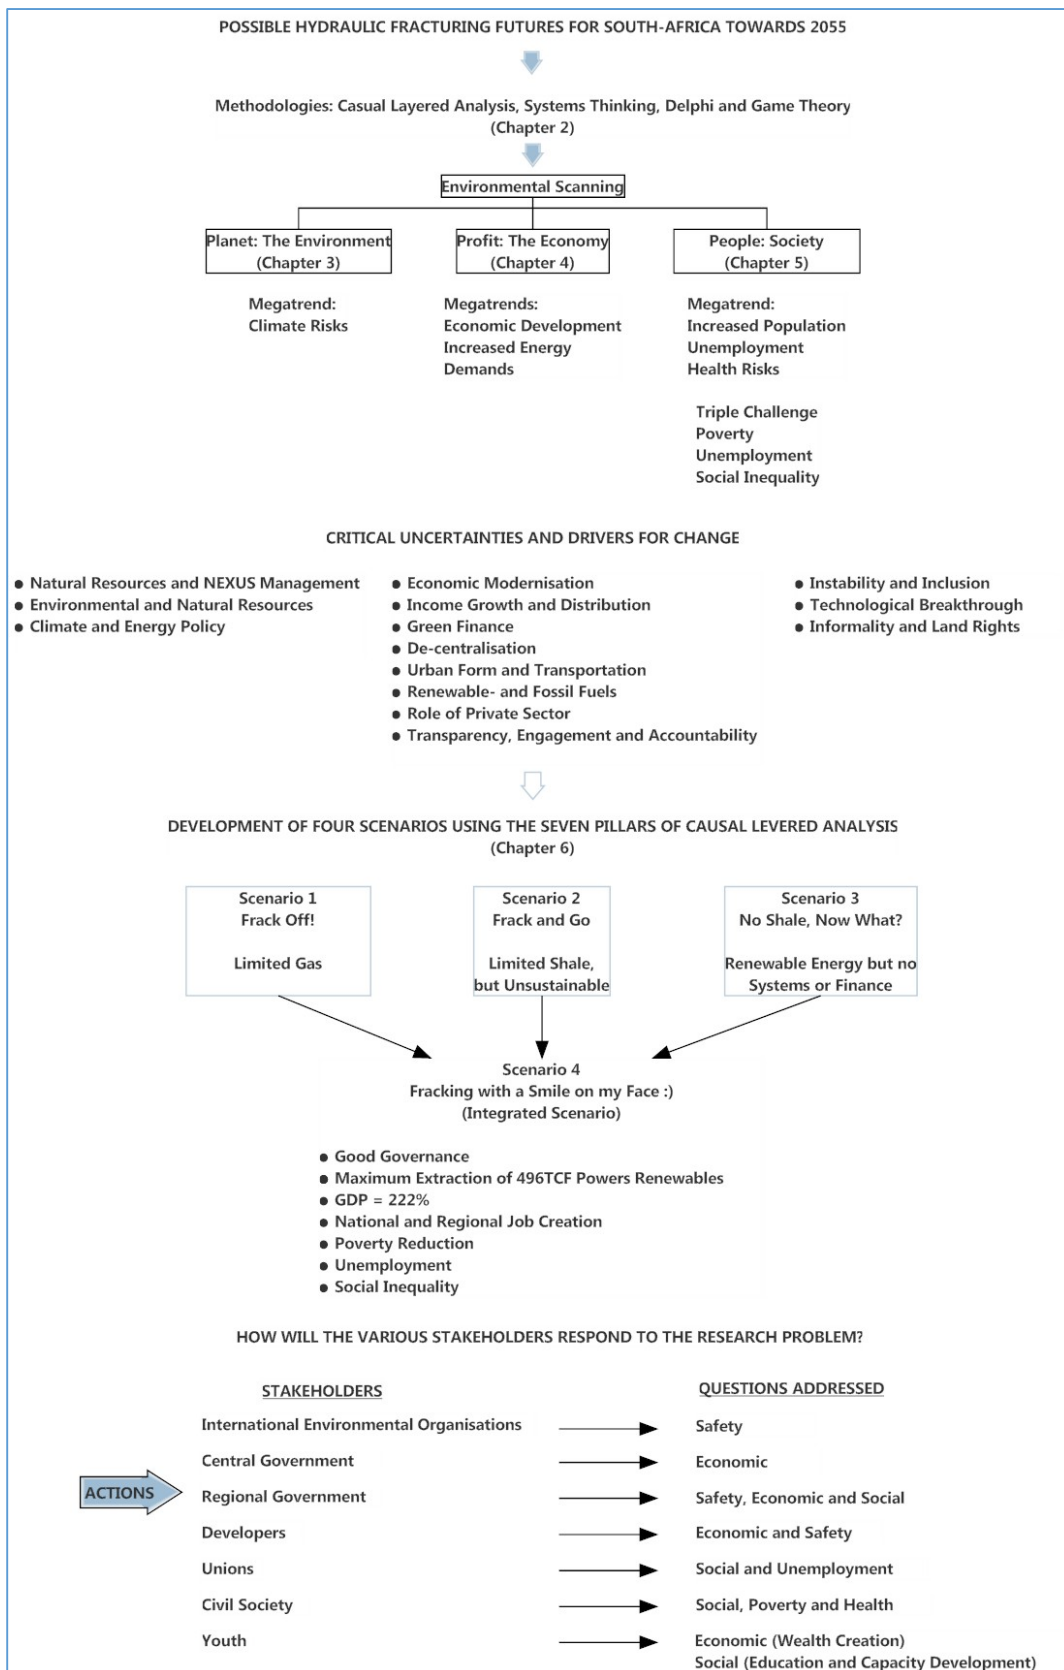 POSSIBLE HYDRAULIC FRACTURING FUTURES FOR SOUTH-AFRICA TOWARDS 2055
Methodologies: Casual Layered Analysis, Systems Thinking, Delphi and Game Theory
(Chapter 2)
Environmental Scanning
Planet: The Environment
(Chapter 3)
Profit: The Economy
(Chapter 4)
People: Society
(Chapter 5)
Megatrend:
Climate Risks
Megatrends:
Economic Development
Increased Energy
Demands
Megatrend:
Increased Population
Unemployment
Health Risks
Triple Challenge
Poverty
Unemployment
Social Inequality
CRITICAL UNCERTAINTIES AND DRIVERS FOR CHANGE
● Natural Resources and NEXUS Management
● Environmental and Natural Resources
● Climate and Energy Policy
● Economic Modernisation
● Income Growth and Distribution
● Green Finance
● De-centralisation
● Urban Form and Transportation
● Renewable- and Fossil Fuels
● Role of Private Sector
● Transparency, Engagement and Accountability
● Instability and Inclusion
● Technological Breakthrough
● Informality and Land Rights
DEVELOPMENT OF FOUR SCENARIOS USING THE SEVEN PILLARS OF CAUSAL LEVERED ANALYSIS
(Chapter 6)
Scenario 1
Frack Off!
Limited Gas
Scenario 2
Frack and Go
Limited Shale,
but Unsustainable
Scenario 3
No Shale, Now What?
Renewable Energy but no
Systems or Finance
Scenario 4
Fracking with a Smile on my Face :)
(Integrated Scenario)
● Good Governance
● Maximum Extraction of 496TCF Powers Renewables
● GDP = 222%
● National and Regional Job Creation
● Poverty Reduction
● Unemployment
● Social Inequality
HOW WILL THE VARIOUS STAKEHOLDERS RESPOND TO THE RESEARCH PROBLEM?
STAKEHOLDERS
QUESTIONS ADDRESSED
International Environmental Organisations
Safety
Central Government
Economic
ACTIONS
Regional Government
Safety, Economic and Social
Developers
Economic and Safety
Unions
Social and Unemployment
Civil Society
Social, Poverty and Health
Youth
Economic (Wealth Creation)
Social (Education and Capacity Development)